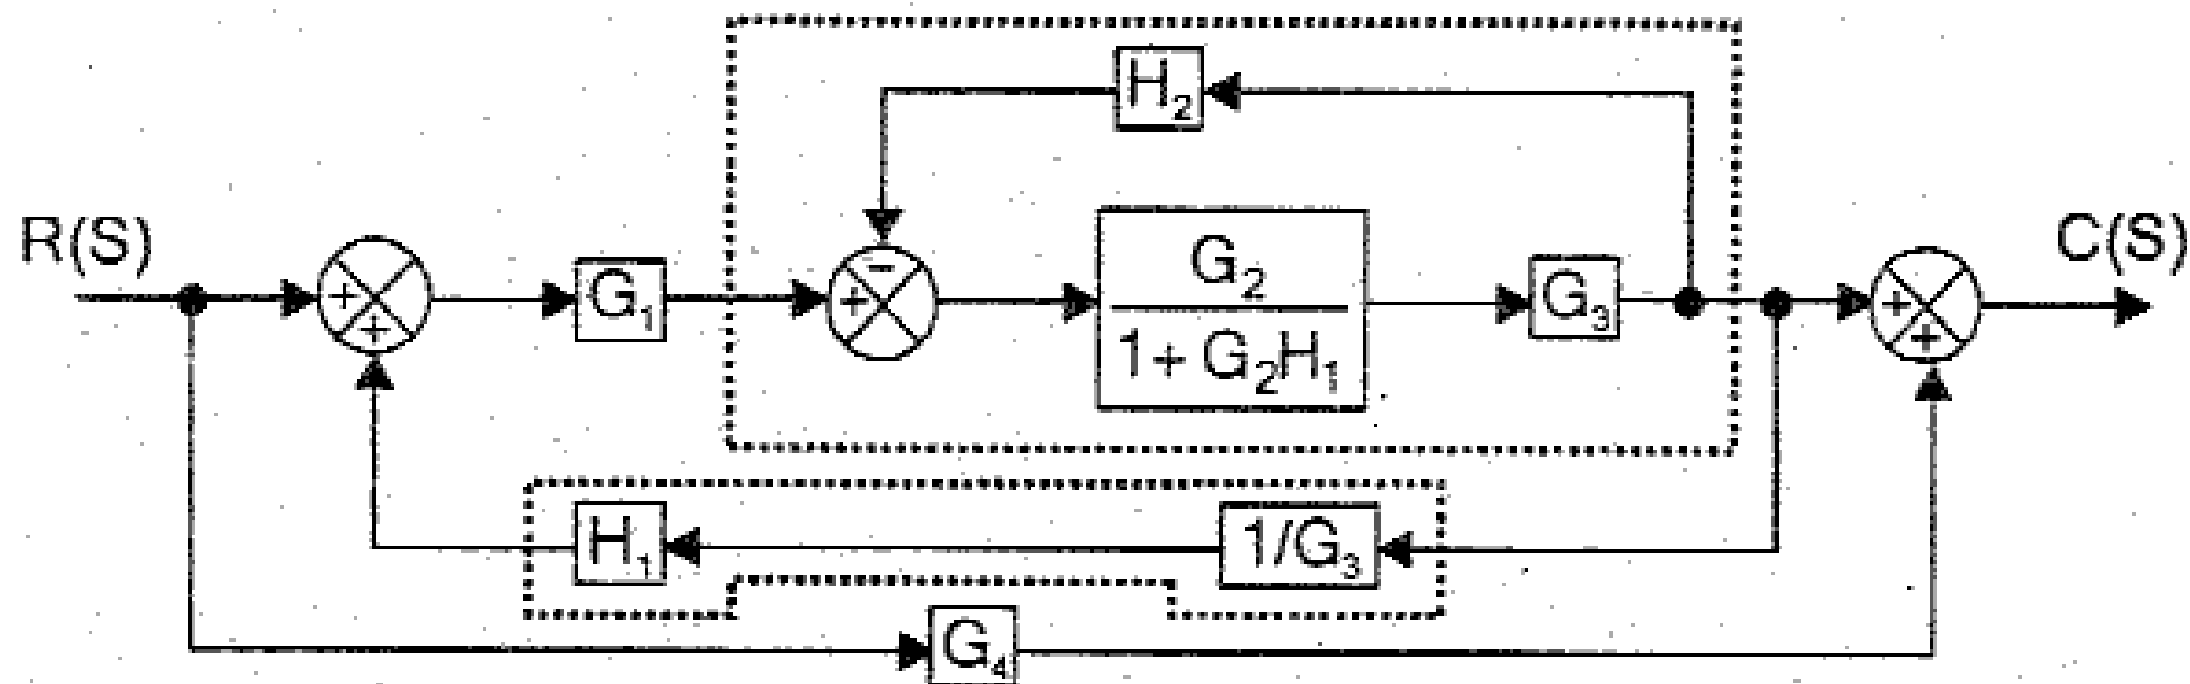 H₂
R(S)
+
+
G₁
−
+
G₂
1 + G₂H₁
G₃
+
+
C(S)
H₁
1/G₃
G₄